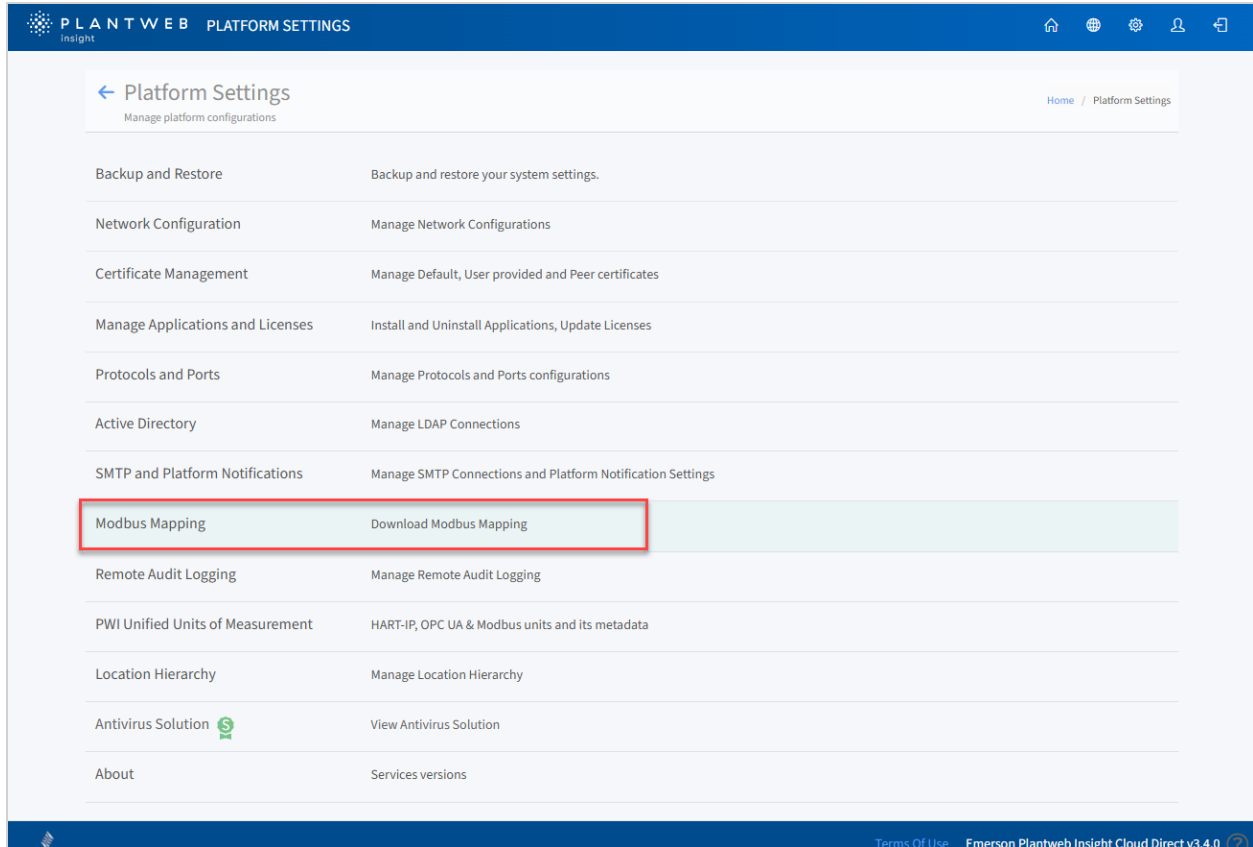 PLANTWEB PLATFORM SETTINGS
insight
Platform Settings
Manage platform configurations
Home / Platform Settings
Backup and Restore Backup and restore your system settings.
Network Configuration Manage Network Configurations
Certificate Management Manage Default, User provided and Peer certificates
Manage Applications and Licenses Install and Uninstall Applications, Update Licenses
Protocols and Ports Manage Protocols and Ports configurations
Active Directory Manage LDAP Connections
SMTP and Platform Notifications Manage SMTP Connections and Platform Notification Settings
Modbus Mapping Download Modbus Mapping
Remote Audit Logging Manage Remote Audit Logging
PWI Unified Units of Measurement HART-IP, OPC UA & Modbus units and its metadata
Location Hierarchy Manage Location Hierarchy
Antivirus Solution S View Antivirus Solution
About Services versions
Terms Of Use Emerson Plantweb Insight Cloud Direct v3.4.0 ?